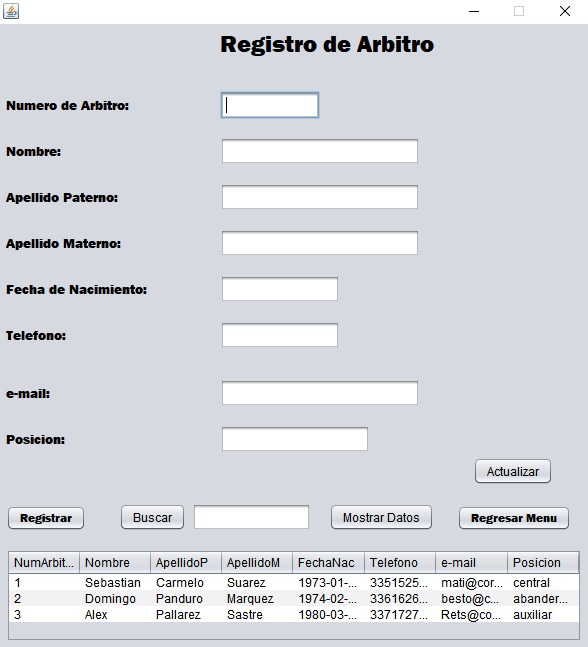 Registro de Arbitro
Numero de Arbitro:
Nombre:
Apellido Paterno:
Apellido Materno:
Fecha de Nacimiento:
Telefono:
e-mail:
Posicion:
Actualizar
Registrar Buscar Mostrar Datos Regresar Menu
NumArbit... Nombre ApellidoP ApellidoM FechaNac Telefono e-mail Posicion
1 Sebastian Carmelo Suarez 1973-01-... 3351525... mati@cor... central
2 Domingo Panduro Marquez 1974-02-... 3361626... besto@c... abander...
3 Alex Pallarez Sastre 1980-03-... 3371727... Rets@co... auxiliar